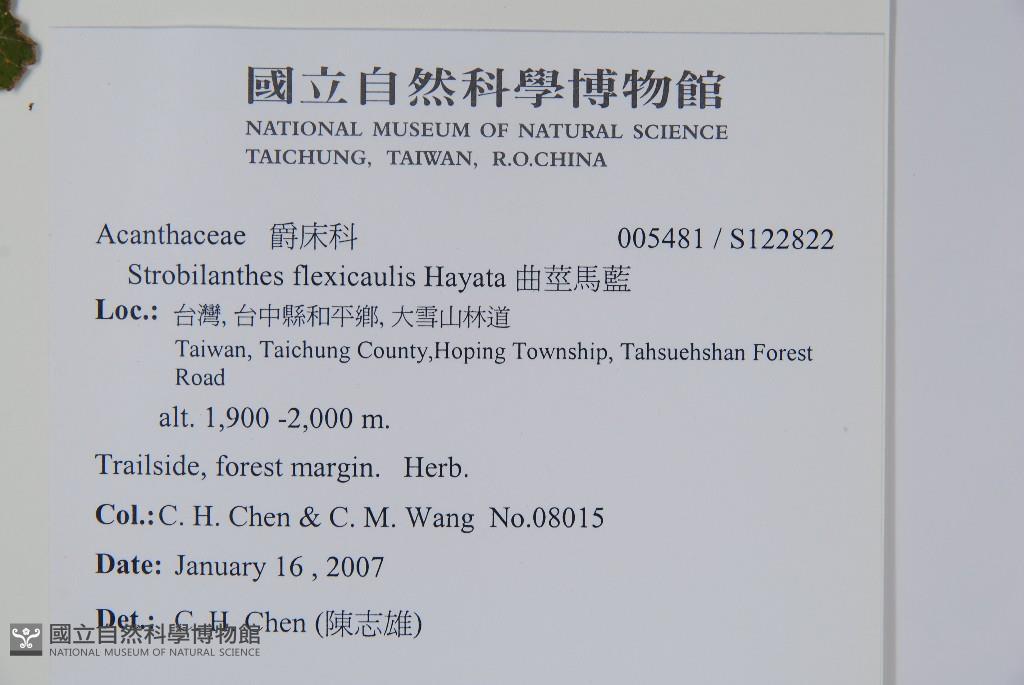 國立自然科學博物館
NATIONAL MUSEUM OF NATURAL SCIENCE
TAICHUNG, TAIWAN, R.O.CHINA
Acanthaceae 爵床科 005481 / S122822
Strobilanthes flexicaulis Hayata 曲莖馬藍
Loc.: 台灣, 台中縣和平鄉, 大雪山林道
Taiwan, Taichung County,Hoping Township, Tahsuehshan Forest
Road
alt. 1,900 -2,000 m.
Trailside, forest margin. Herb.
Col.: C. H. Chen & C. M. Wang No.08015
Date: January 16 , 2007
Det.: C. H. Chen (陳志雄)
國立自然科學博物館
NATIONAL MUSEUM OF NATURAL SCIENCE